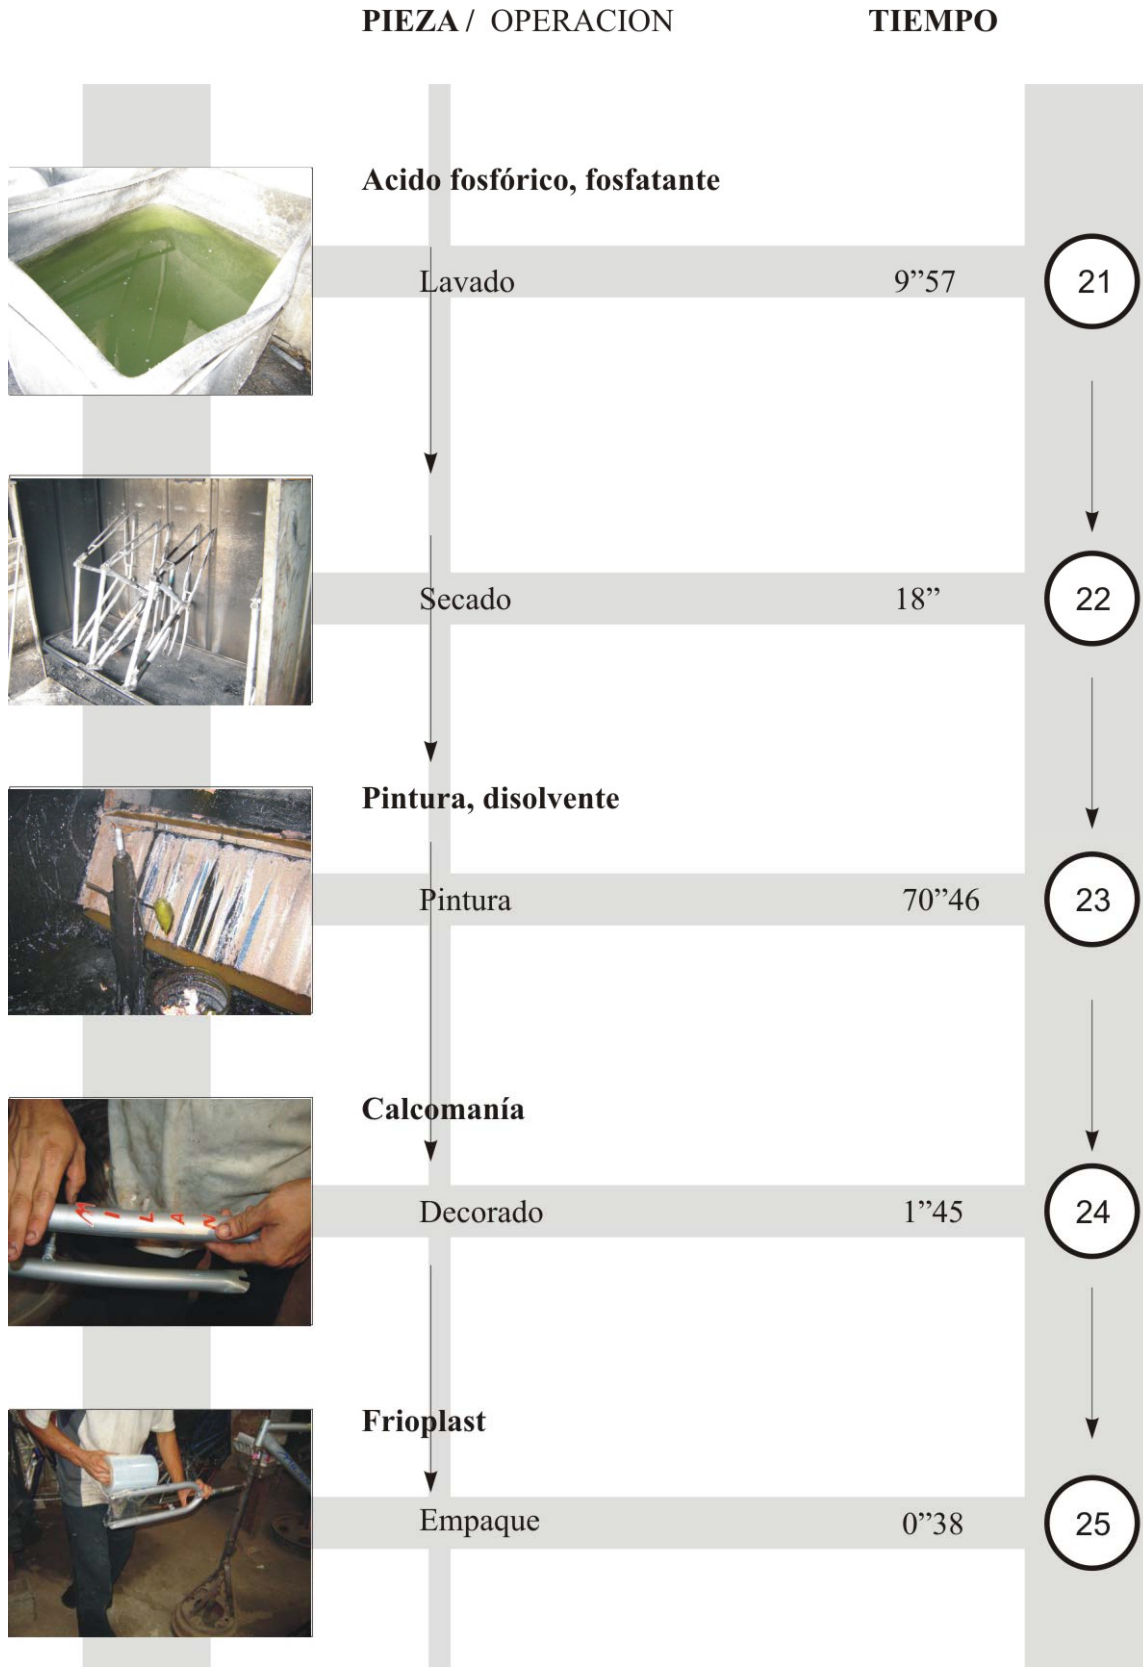 PIEZA / OPERACION TIEMPO
Acido fosfórico, fosfatante
Lavado 9”57 21
Secado 18” 22
Pintura, disolvente
Pintura 70”46 23
Calcomanía
MILAN
Decorado 1”45 24
Frioplast
Empaque 0”38 25